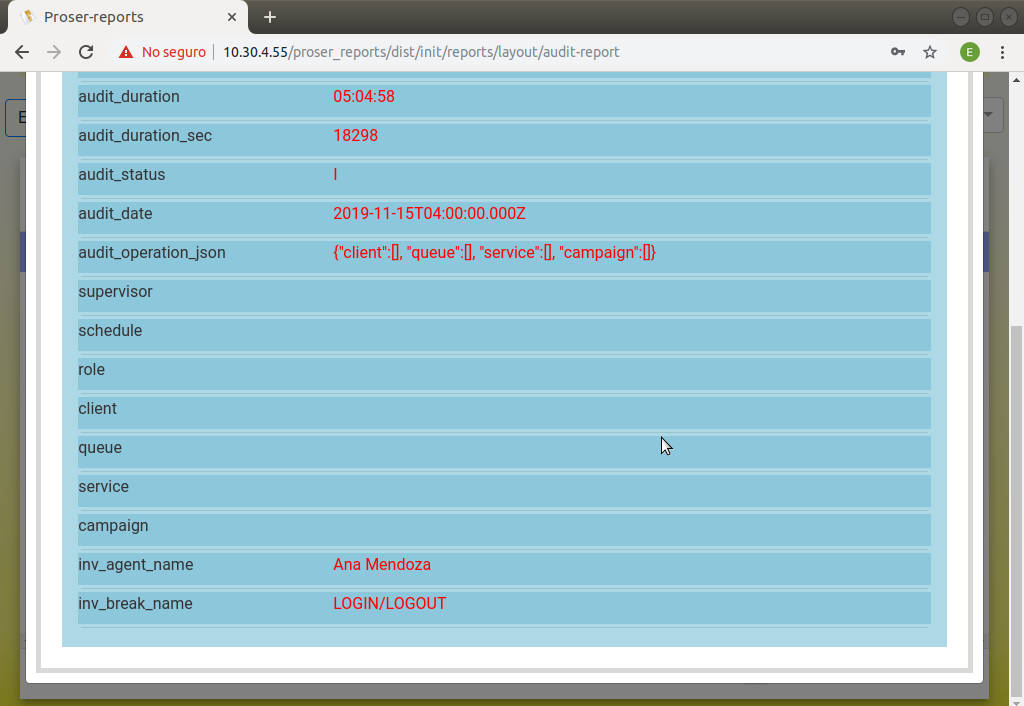 Proser-reports
No seguro 10.30.4.55/proser_reports/dist/init/reports/layout/audit-report
E
E
audit_duration 05:04:58
audit_duration_sec 18298
audit_status I
audit_date 2019-11-15T04:00:00.000Z
audit_operation_json {"client":[], "queue":[], "service":[], "campaign":[]}
supervisor
schedule
role
client
queue
service
campaign
inv_agent_name Ana Mendoza
inv_break_name LOGIN/LOGOUT